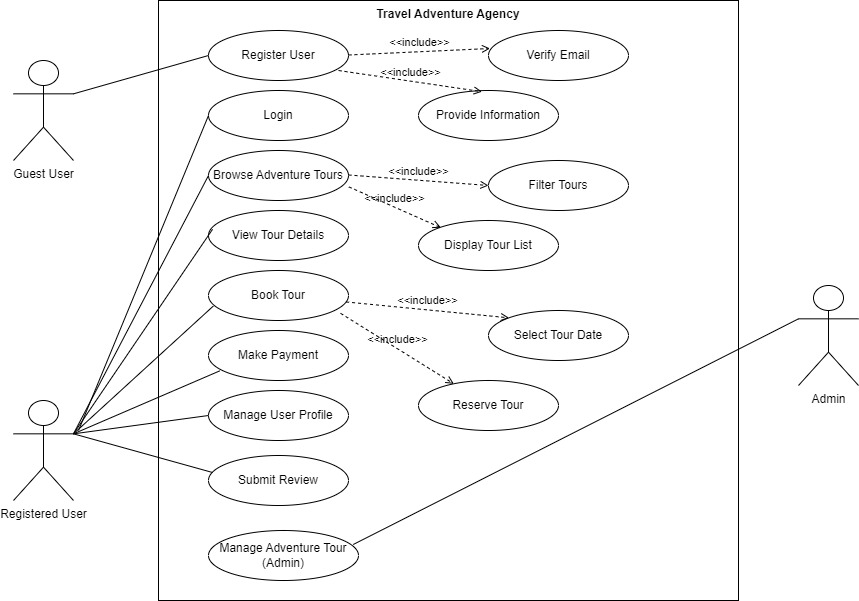 Travel Adventure Agency
Register User
<<include>>
Verify Email
<<include>>
Provide Information
Guest User
Login
Browse Adventure Tours
<<include>>
Filter Tours
<<include>>
Display Tour List
View Tour Details
Book Tour
<<include>>
Select Tour Date
<<include>>
Reserve Tour
Make Payment
Manage User Profile
Submit Review
Registered User
Admin
Manage Adventure Tour
(Admin)